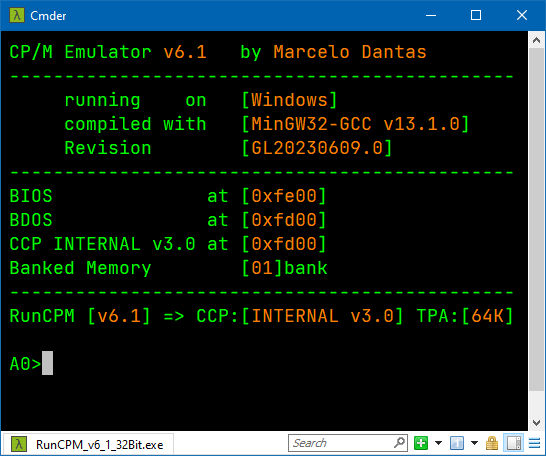 λ Cmder
CP/M Emulator v6.1 by Marcelo Dantas
----------------------------------------------
running on [Windows]
compiled with [MinGW32-GCC v13.1.0]
Revision [GL20230609.0]
----------------------------------------------
BIOS at [0xfe00]
BDOS at [0xfd00]
CCP INTERNAL v3.0 at [0xfd00]
Banked Memory [01]bank
----------------------------------------------
RunCPM [v6.1] => CCP:[INTERNAL v3.0] TPA:[64K]
A0>
λ RunCPM_v6_1_32Bit.exe Search